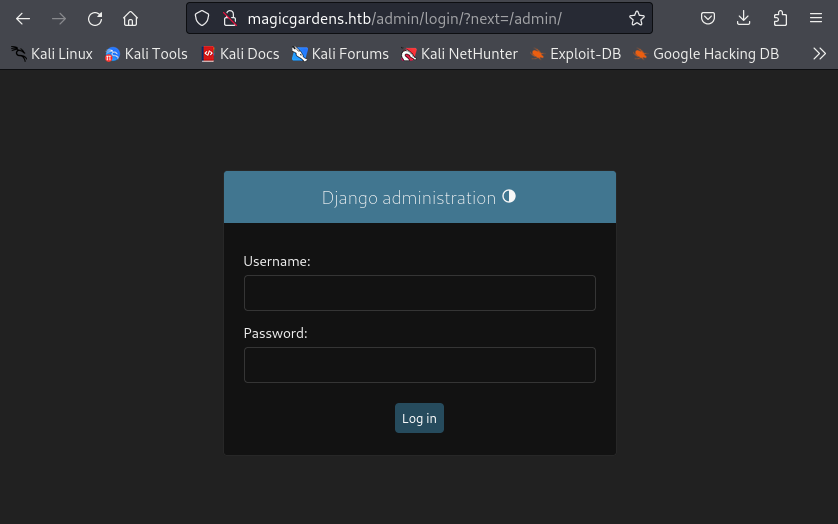 magicgardens.htb/admin/login/?next=/admin/
Kali Linux Kali Tools Kali Docs Kali Forums Kali NetHunter Exploit-DB Google Hacking DB
Django administration
Username:
Password:
Log in